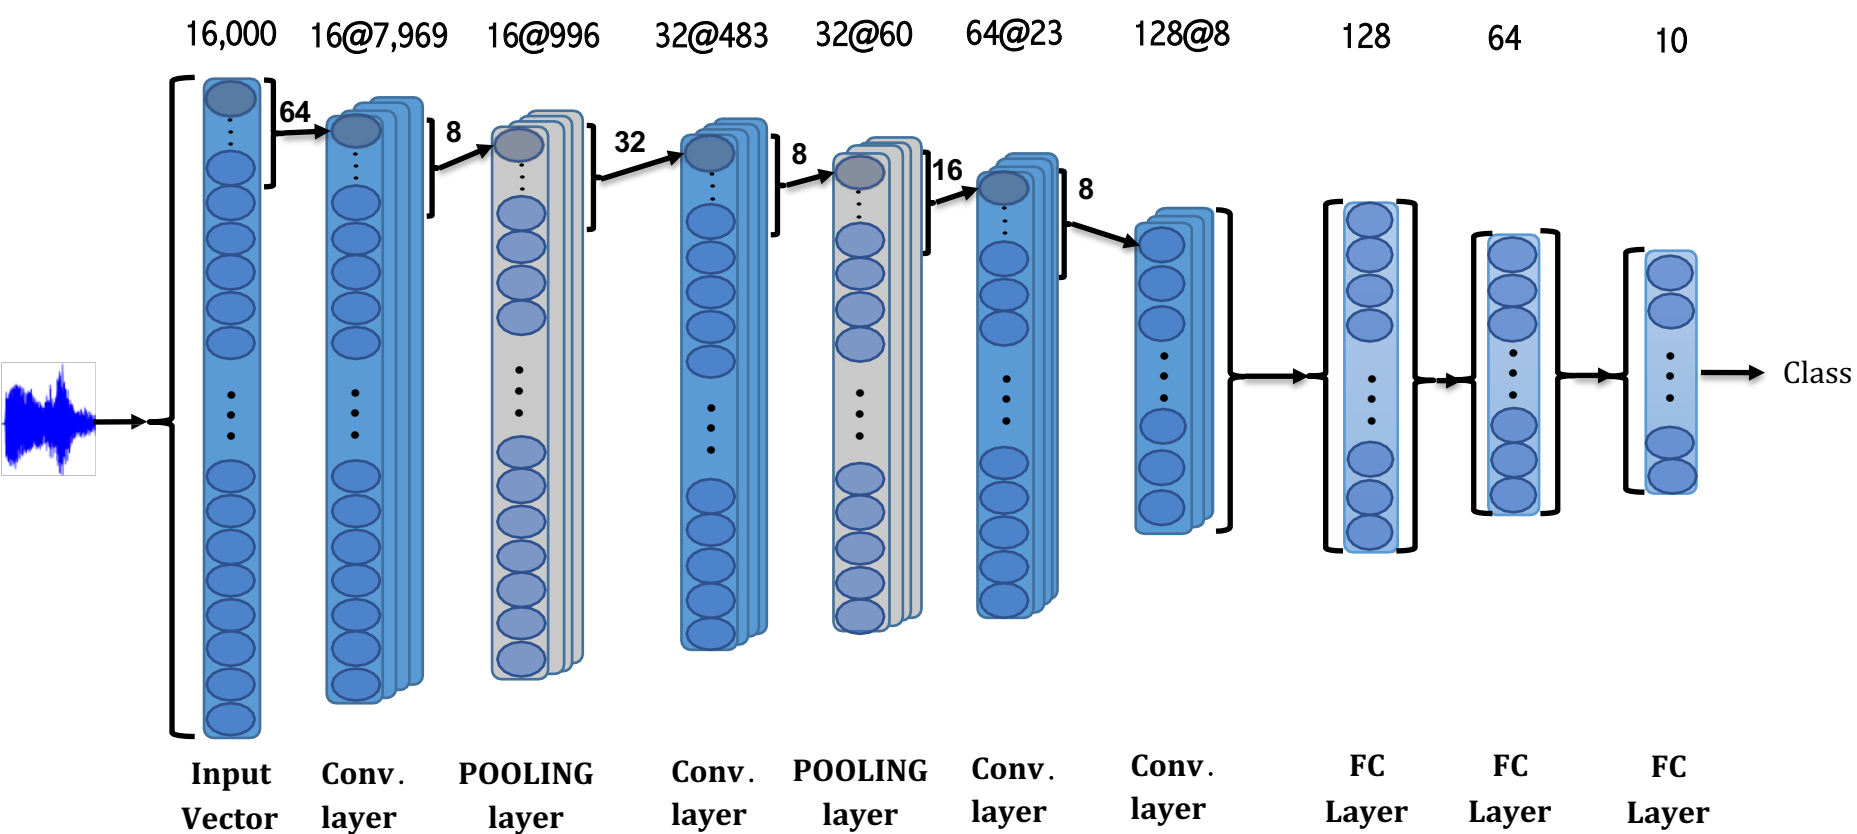 16,000 16@7,969 16@996 32@483 32@60 64@23 128@8 128 64 10
64 8 32 8 16 8
Class
Input Conv. POOLING Conv. POOLING Conv. Conv. FC FC FC
Vector layer layer layer layer layer layer Layer Layer Layer